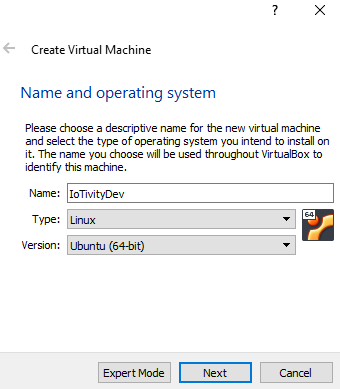 ?
Create Virtual Machine
Name and operating system
Please choose a descriptive name for the new virtual machine
and select the type of operating system you intend to install on
it. The name you choose will be used throughout VirtualBox to
identify this machine.
Name: IoTivityDev
Type: Linux
64
Version: Ubuntu (64-bit)
Expert Mode Next Cancel